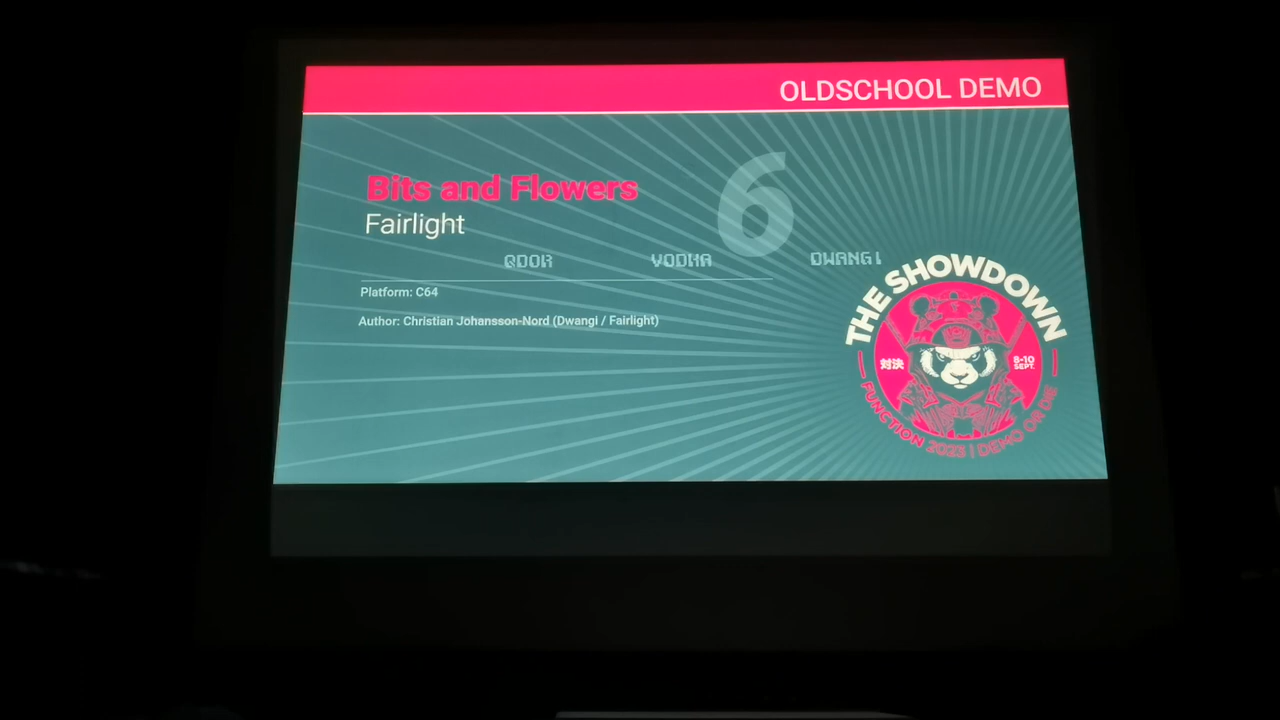 OLDSCHOOL DEMO
6
Bits and Flowers
Fairlight
QDOR VODKA DWANGI
Platform: C64
Author: Christian Johansson-Nord (Dwangi / Fairlight)
THE SHOWDOWN
対決
8-10
SEPT.
FUNCTION 2023 | DEMO OR DIE